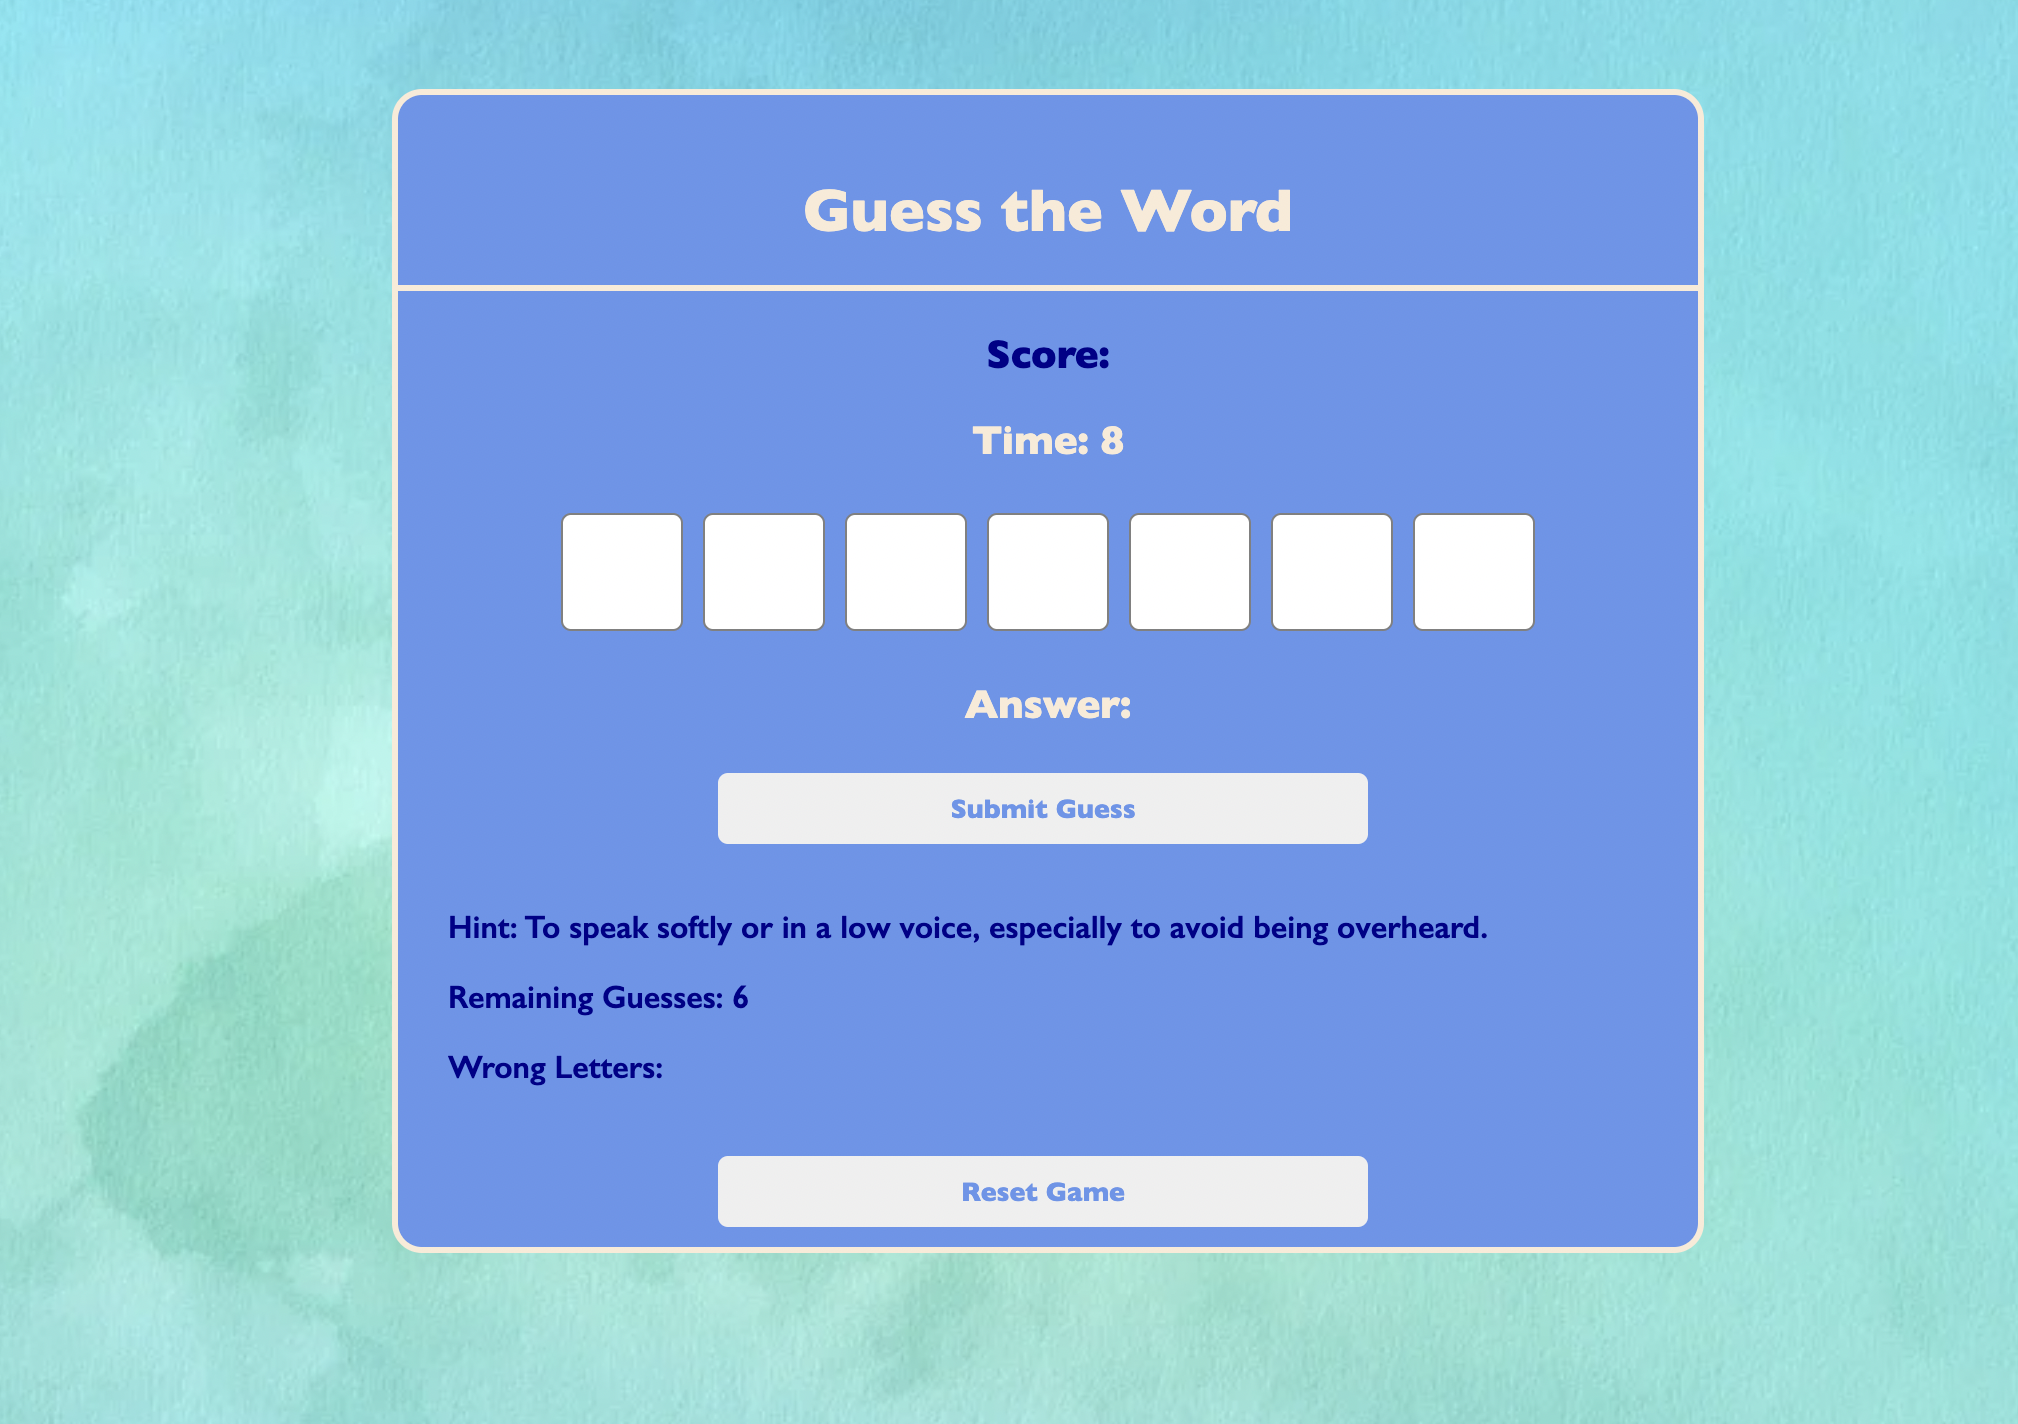 Guess the Word
Score:
Time: 8
Answer:
Submit Guess
Hint: To speak softly or in a low voice, especially to avoid being overheard.
Remaining Guesses: 6
Wrong Letters:
Reset Game